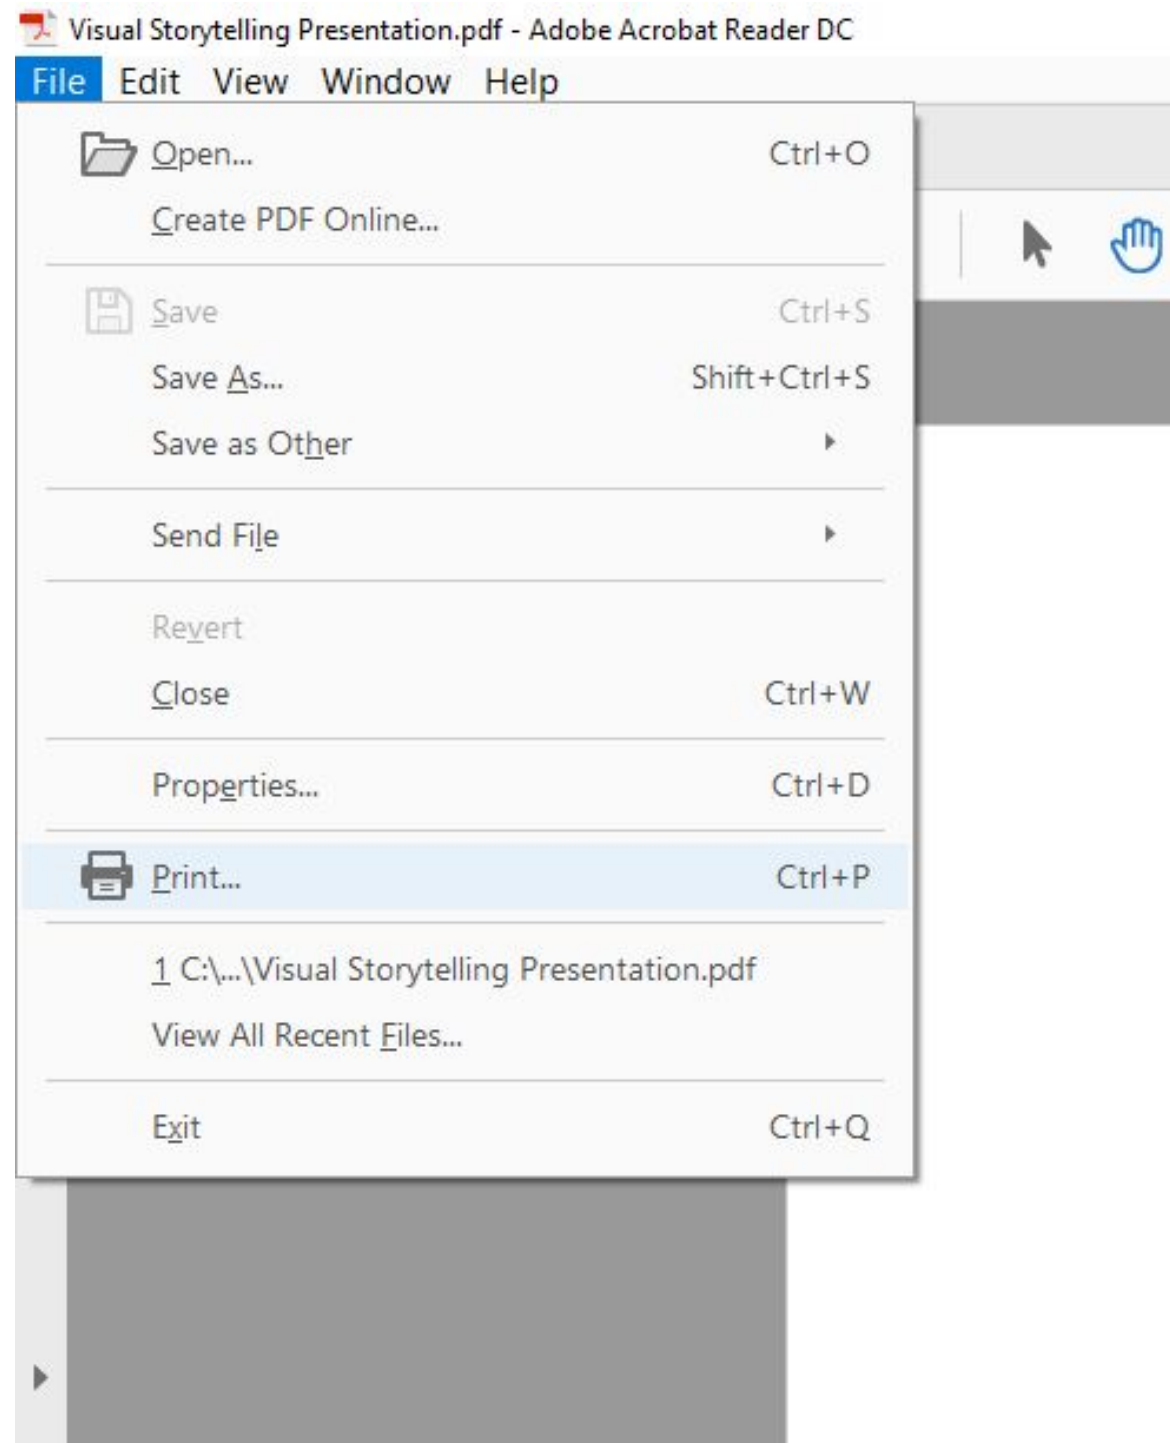 Visual Storytelling Presentation.pdf - Adobe Acrobat Reader DC
File Edit View Window Help
Open... Ctrl+O
Create PDF Online...
Save Ctrl+S
Save As... Shift+Ctrl+S
Save as Other
Send File
Revert
Close Ctrl+W
Properties... Ctrl+D
Print... Ctrl+P
1 C:\...\Visual Storytelling Presentation.pdf
View All Recent Files...
Exit Ctrl+Q